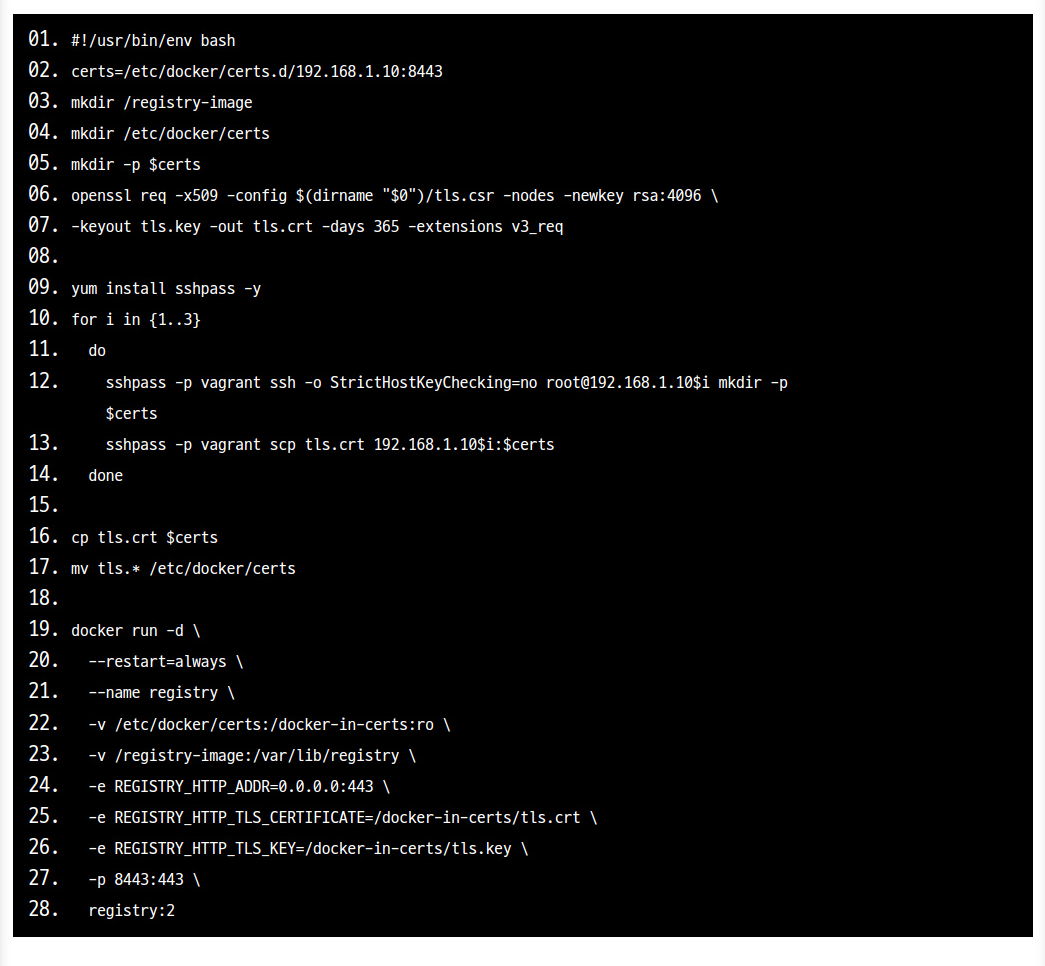 01. #!/usr/bin/env bash
02. certs=/etc/docker/certs.d/192.168.1.10:8443
03. mkdir /registry-image
04. mkdir /etc/docker/certs
05. mkdir -p $certs
06. openssl req -x509 -config $(dirname "$0")/tls.csr -nodes -newkey rsa:4096 \
07. -keyout tls.key -out tls.crt -days 365 -extensions v3_req
08.
09. yum install sshpass -y
10. for i in {1..3}
11.   do
12.     sshpass -p vagrant ssh -o StrictHostKeyChecking=no root@192.168.1.10$i mkdir -p
        $certs
13.     sshpass -p vagrant scp tls.crt 192.168.1.10$i:$certs
14.   done
15.
16. cp tls.crt $certs
17. mv tls.* /etc/docker/certs
18.
19. docker run -d \
20.   --restart=always \
21.   --name registry \
22.   -v /etc/docker/certs:/docker-in-certs:ro \
23.   -v /registry-image:/var/lib/registry \
24.   -e REGISTRY_HTTP_ADDR=0.0.0.0:443 \
25.   -e REGISTRY_HTTP_TLS_CERTIFICATE=/docker-in-certs/tls.crt \
26.   -e REGISTRY_HTTP_TLS_KEY=/docker-in-certs/tls.key \
27.   -p 8443:443 \
28.   registry:2